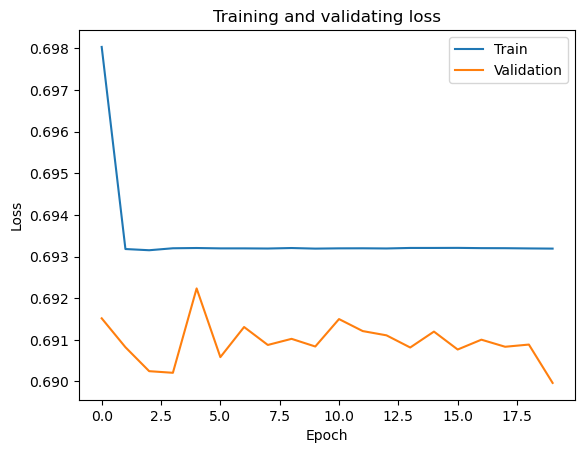 Training and validating loss
Train
Validation
0.698
0.697
0.696
0.695
0.694
0.693
0.692
0.691
0.690
Loss
0.0 2.5 5.0 7.5 10.0 12.5 15.0 17.5
Epoch